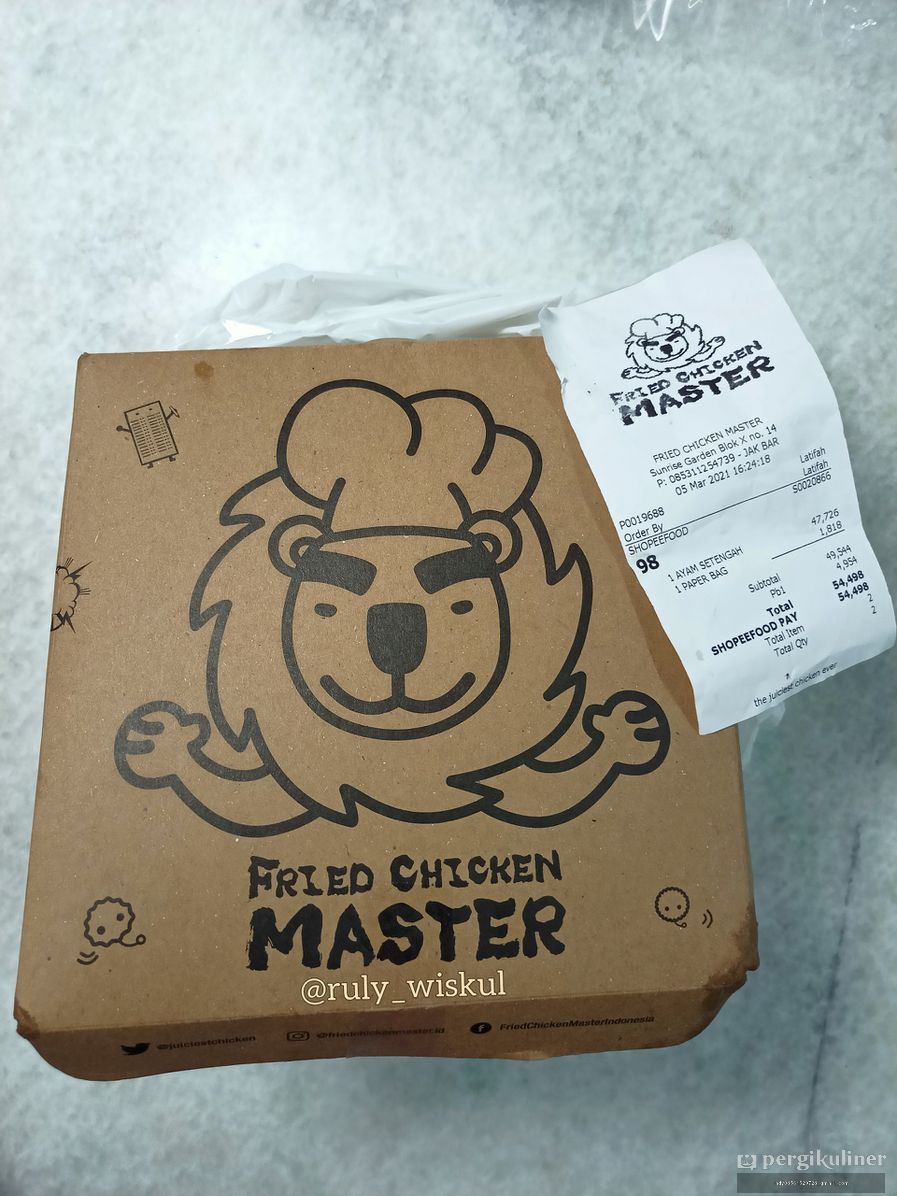 FRIED CHICKEN
MASTER
FRIED CHICKEN MASTER
Sunrise Garden Blok X no. 14
P: 085311254739 - JAK BAR
05 Mar 2021 16:24:18
Latifah
P0019688 Latifah
Order By S0020866
SHOPEEFOOD
98
1 AYAM SETENGAH 47,726
1 PAPER BAG 1,818
Subtotal 49,544
Pb1 4,954
Total 54,498
SHOPEEFOOD PAY 54,498
Total Item 2
Total Qty 2
the juiciest chicken ever
FRIED CHICKEN
MASTER
@ruly_wiskul
@juiciestchicken @friedchickenmaster.id FriedChickenMasterIndonesia
pergikuliner